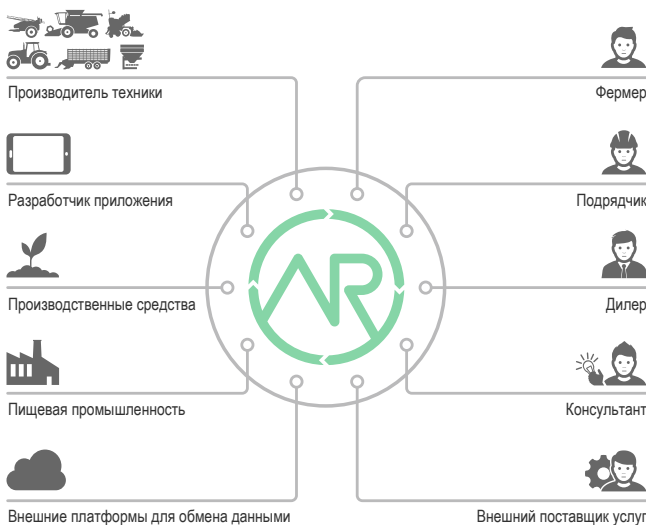 Производитель техники
Фермер
Разработчик приложения
Подрядчик
AR
Производственные средства
Дилер
Пищевая промышленность
Консультант
Внешние платформы для обмена данными
Внешний поставщик услуг